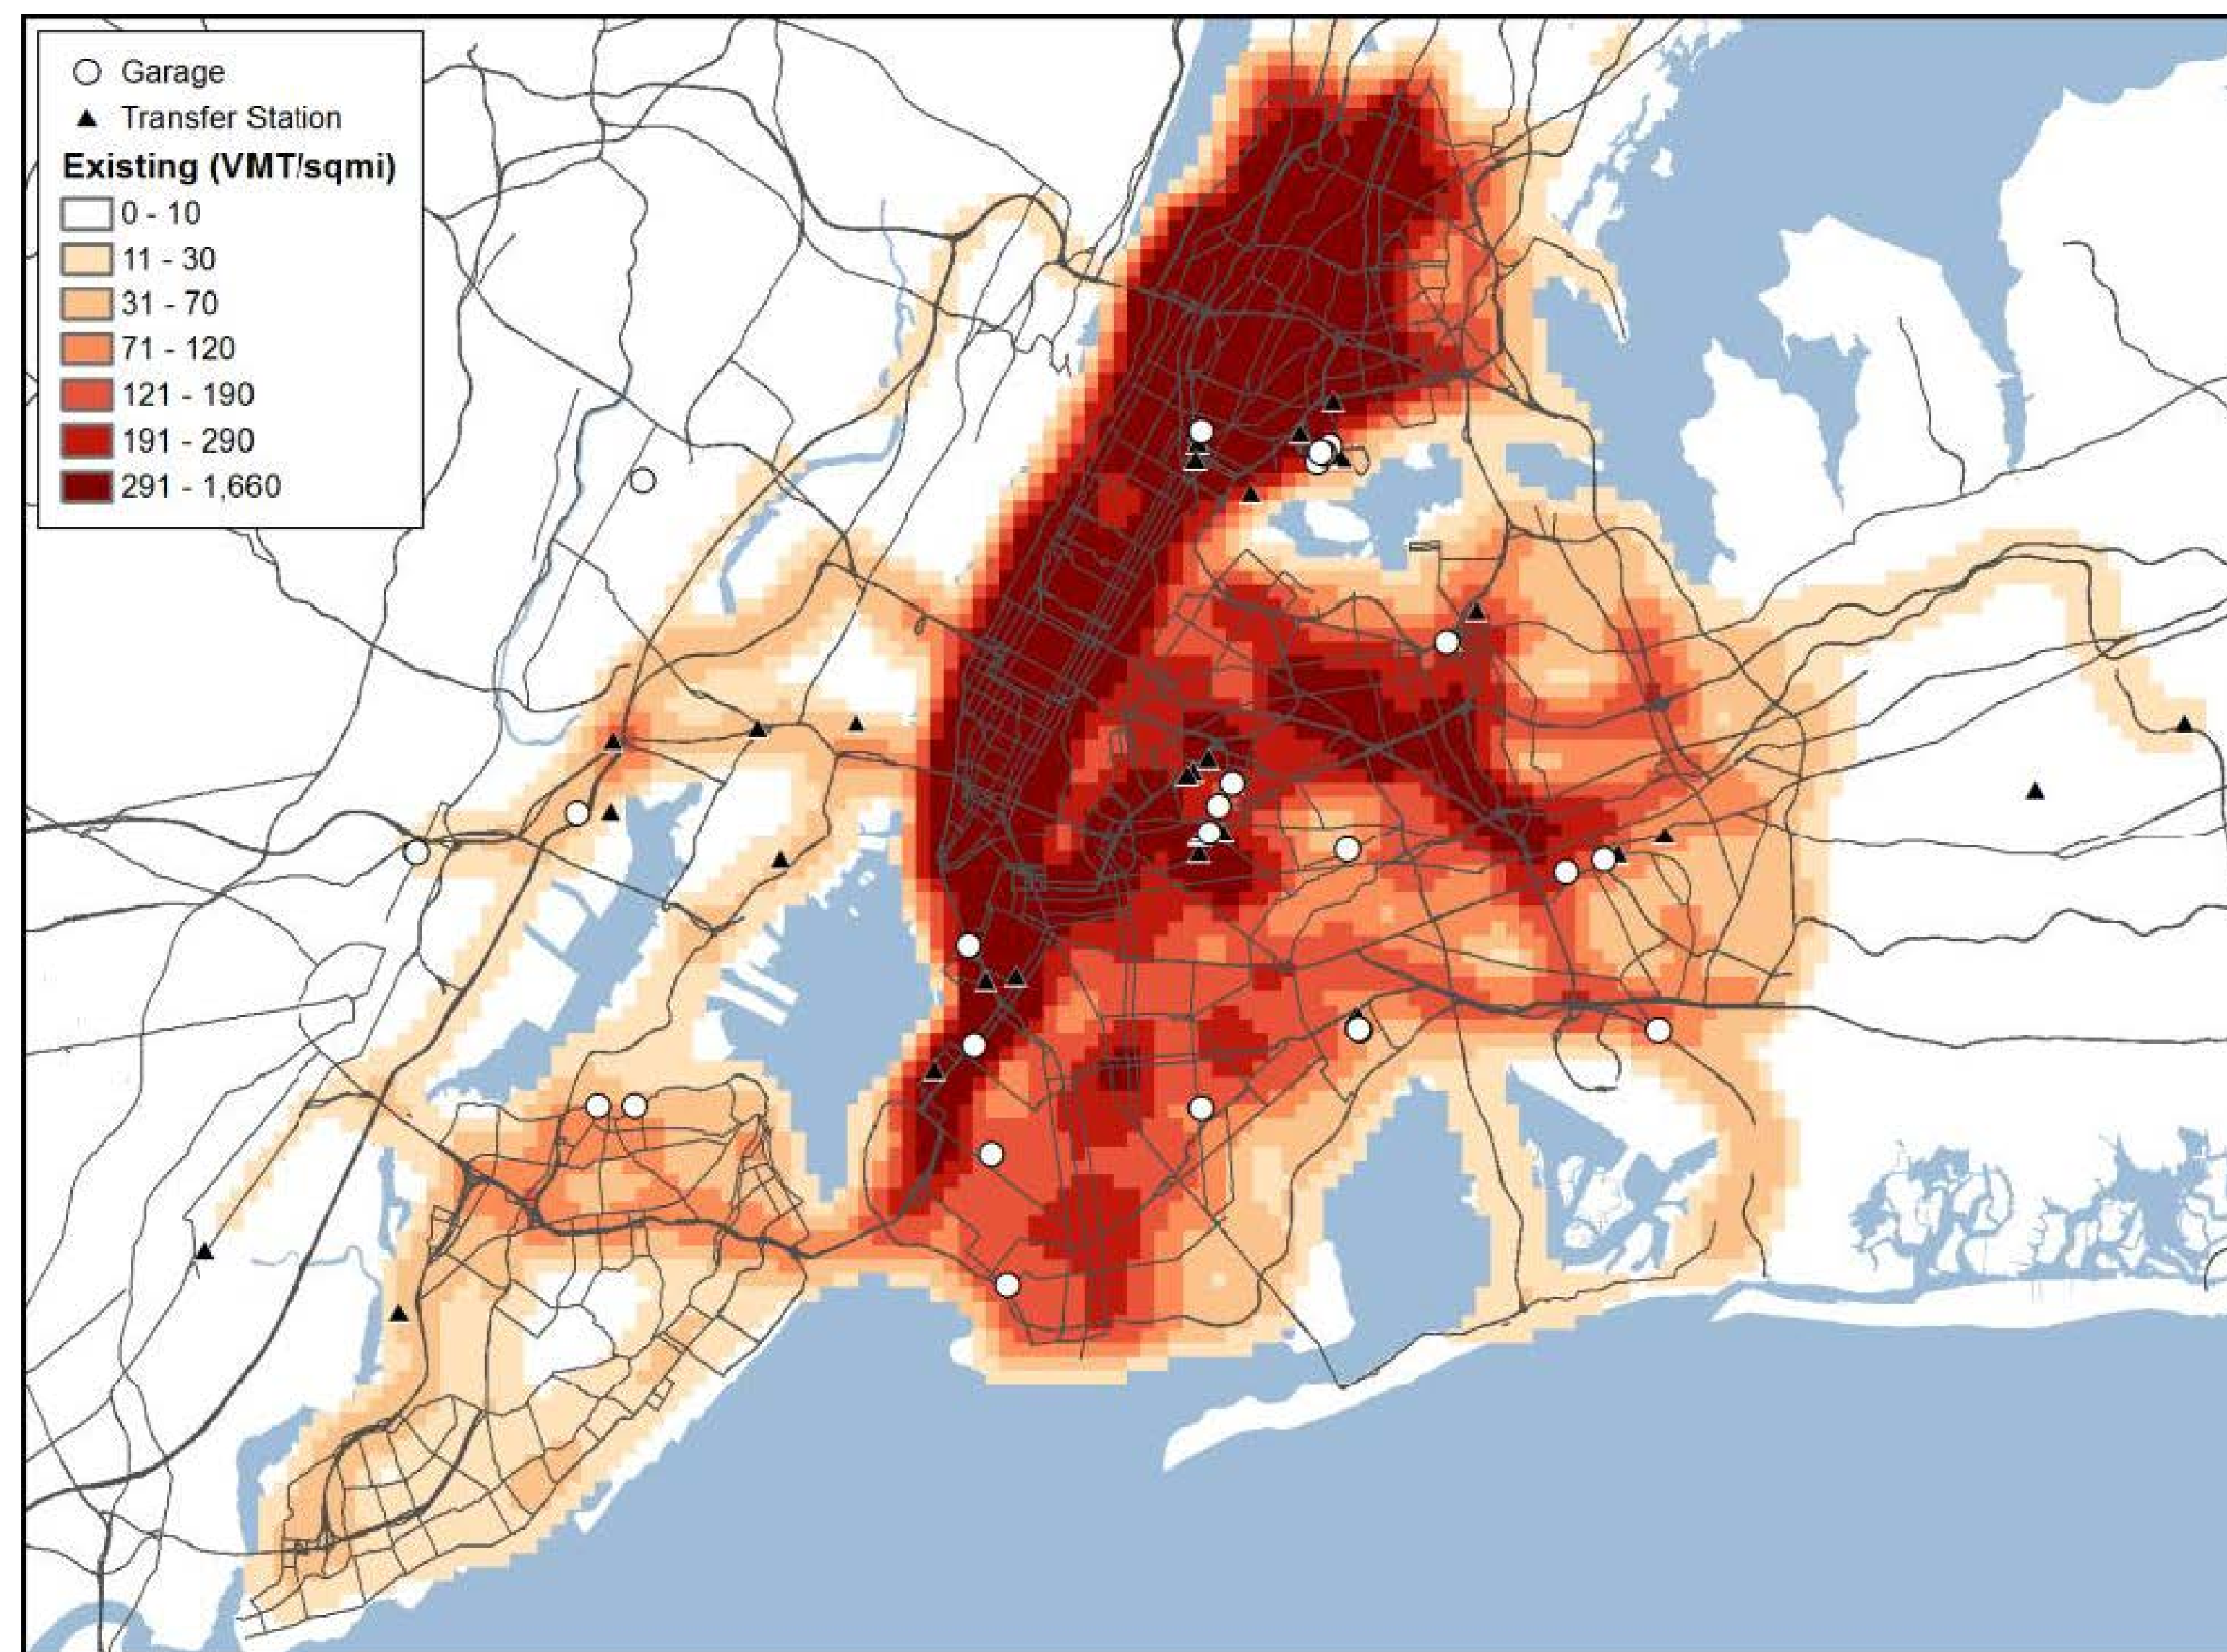 Garage
Transfer Station
Existing (VMT/sqmi)
0 - 10
11 - 30
31 - 70
71 - 120
121 - 190
191 - 290
291 - 1,660